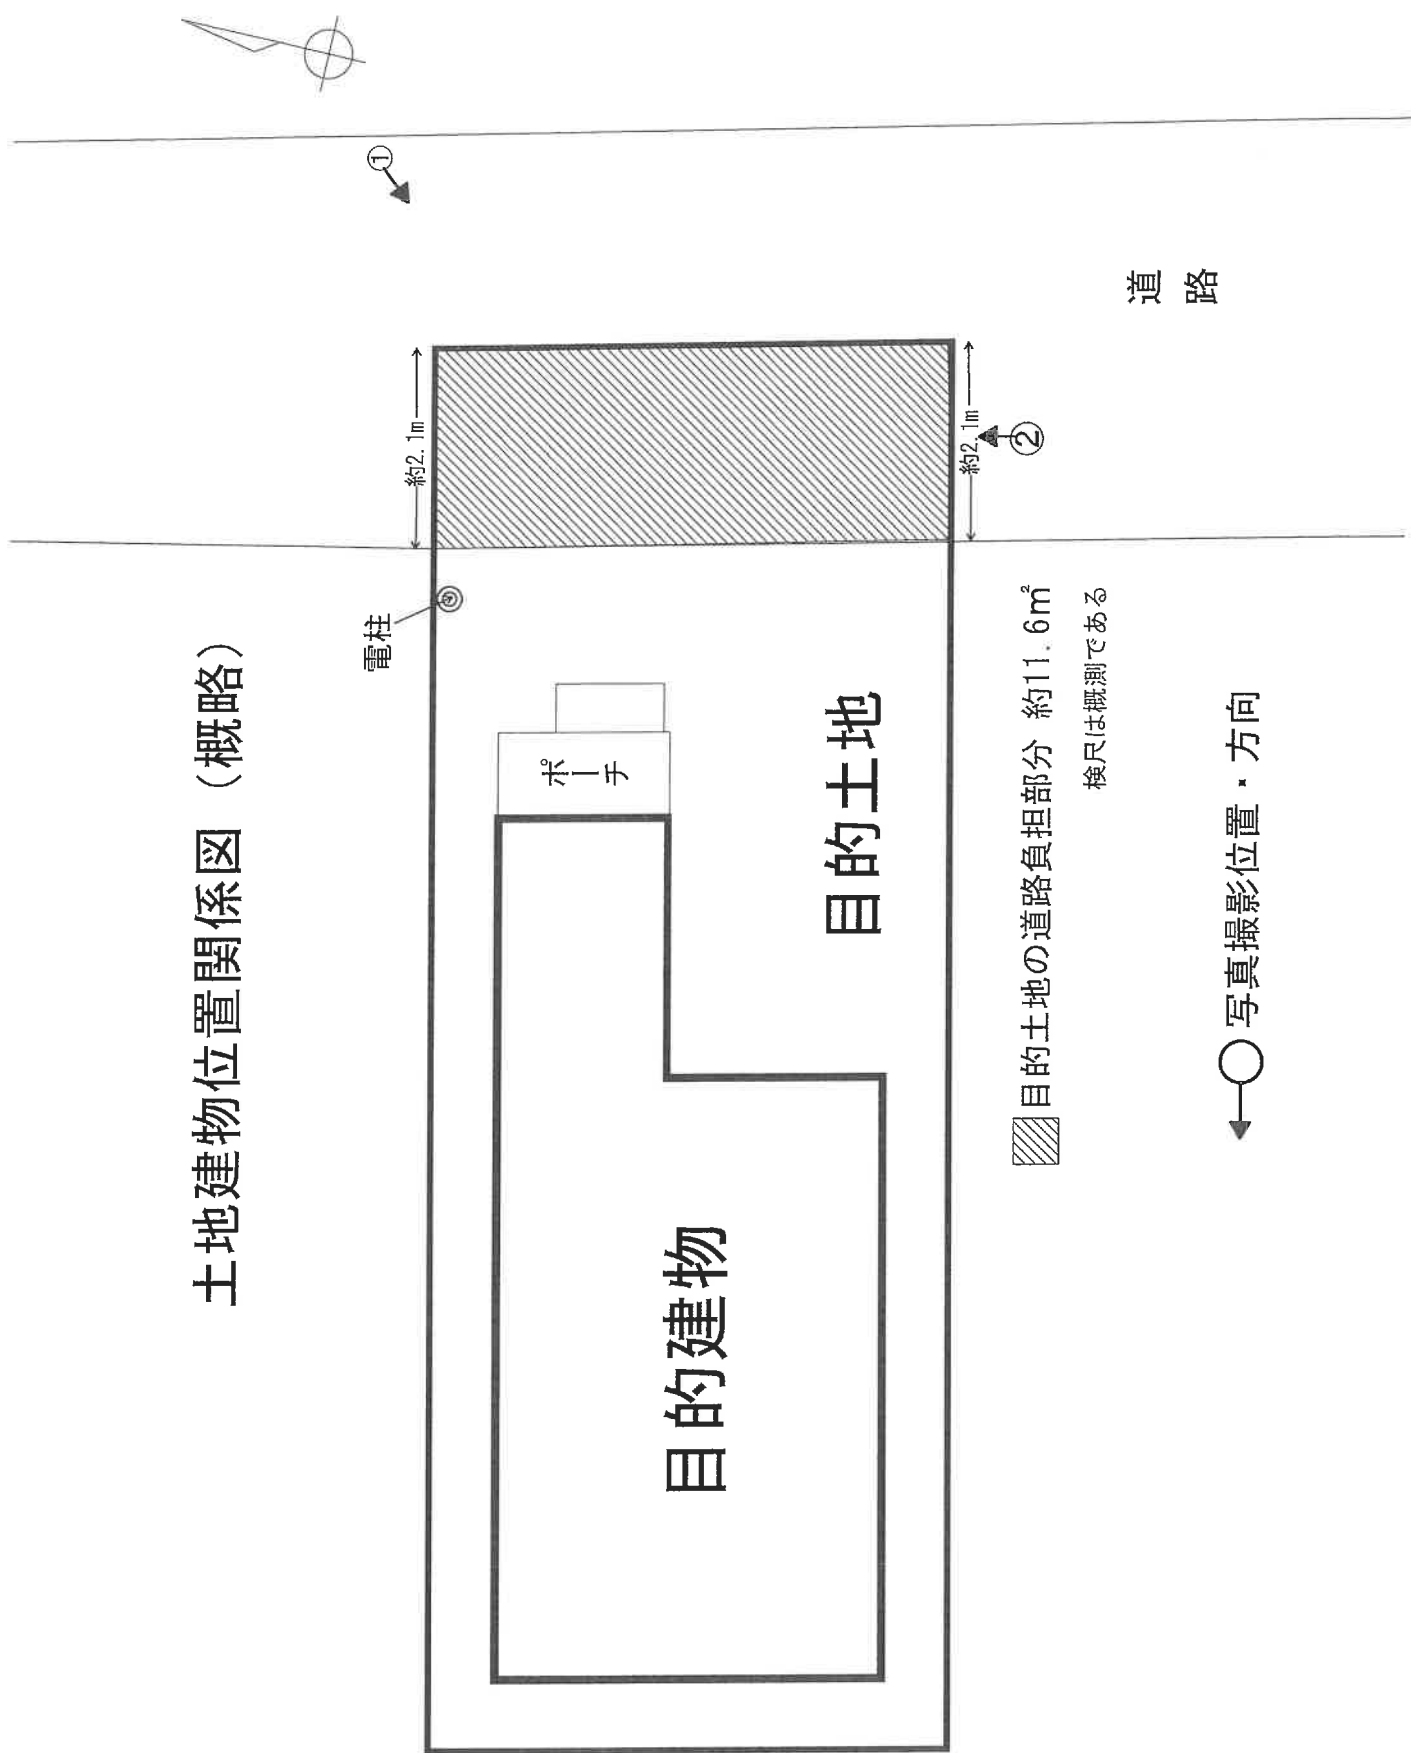 土地建物位置関係図（概略）
①
電柱
約2.1m
ポーチ
目的建物
目的土地
約2.1m
②
道路
目的土地の道路負担部分 約11.6㎡
検尺は概測である
写真撮影位置・方向